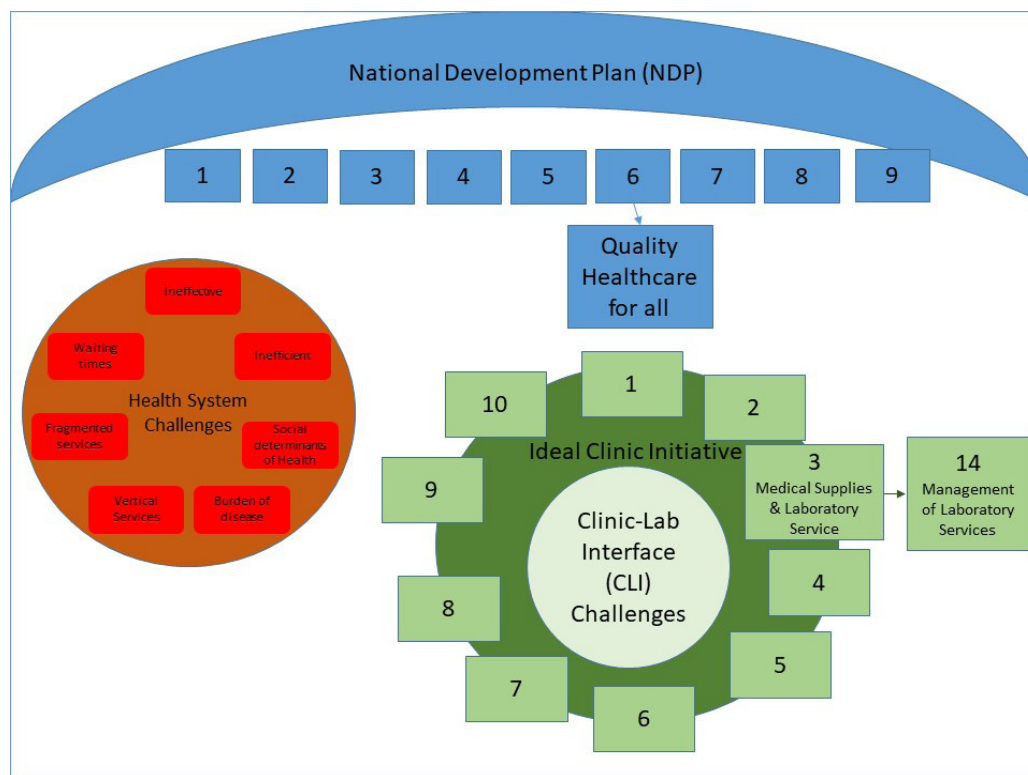 National Development Plan (NDP)
1
2
3
4
5
6
7
8
9
Quality
Healthcare
for all
Ineffective
Waiting
times
Inefficient
Health System
Challenges
Fragmented
services
Social
determinants
of Health
Vertical
Services
Burden of
disease
Ideal Clinic Initiative
1
2
3
Medical Supplies
& Laboratory
Service
14
Management
of Laboratory
Services
4
5
6
7
8
9
10
Clinic-Lab
Interface
(CLI)
Challenges